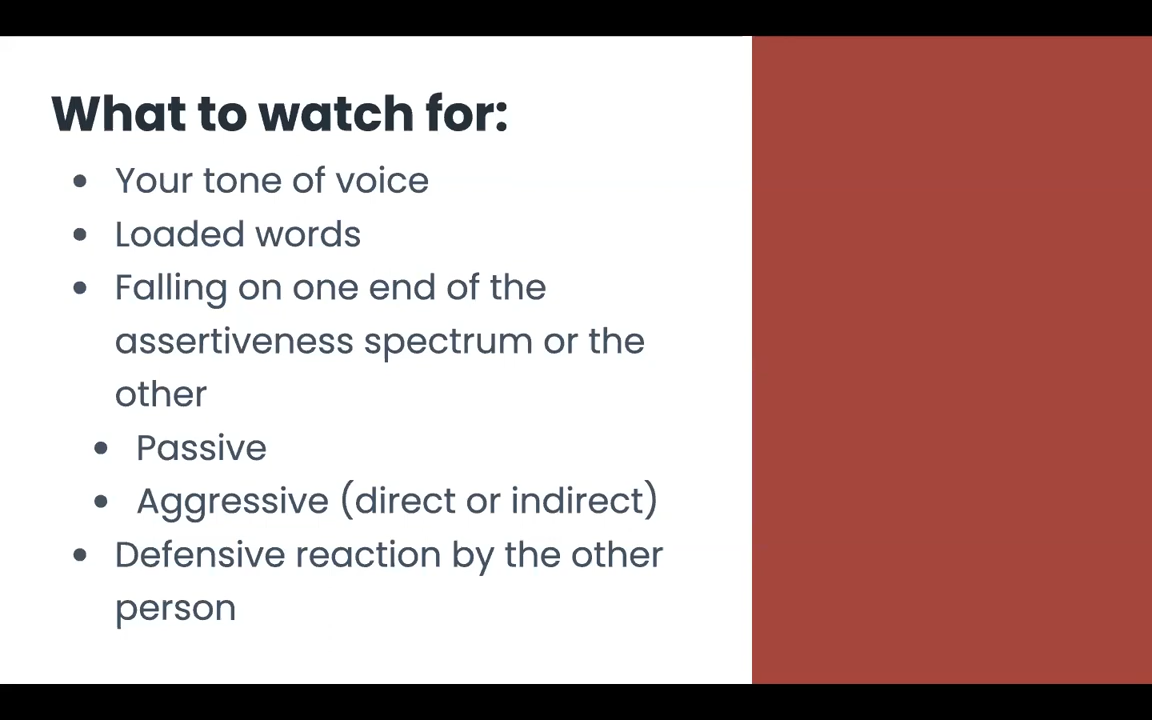 What to watch for:
• Your tone of voice
• Loaded words
• Falling on one end of the
assertiveness spectrum or the
other
• Passive
• Aggressive (direct or indirect)
• Defensive reaction by the other
person